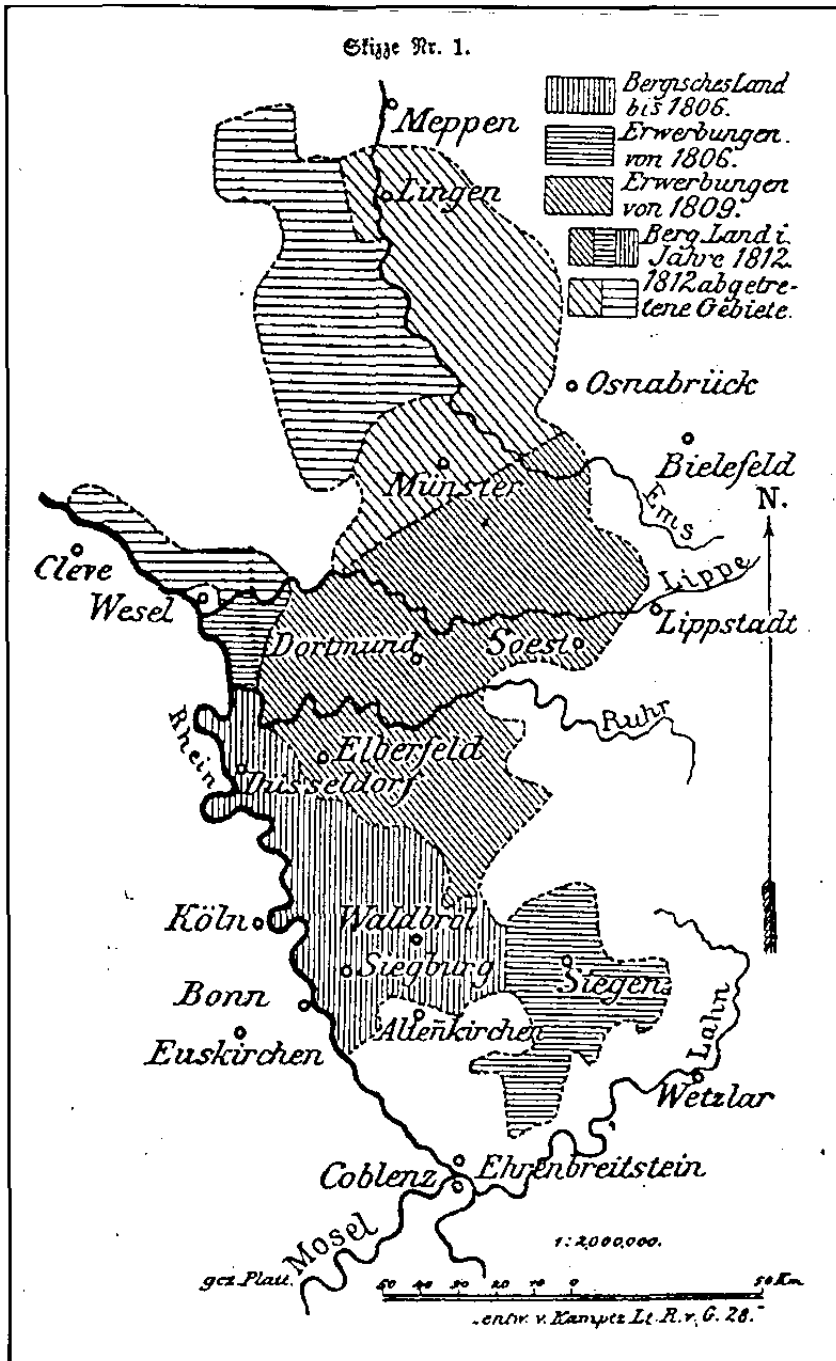 Skizze Nr. 1.
Bergisches Land
bis 1806.
Erwerbungen.
von 1806.
Erwerbungen
von 1809.
Berg. Land i.
Jahre 1812.
1812 abgetre-
tene Gebiete.
Meppen
Lingen
Osnabrück
Bielefeld
Münster
Ems
N.
Cleve
Wesel
Lippe
Lippstadt
Dortmund
Soest
Ruhr
Rhein
Elberfeld
Düsseldorf
Köln
Waldbröl
Siegburg
Siegen
Bonn
Altenkirchen
Euskirchen
Lahn
Wetzlar
Ehrenbreitstein
Coblenz
Mosel
1:2,000,000.
gez. Platt.
50 40 30 20 10 0 50 Km
entw. v. Kamptz Lt. R. v. G. 28.